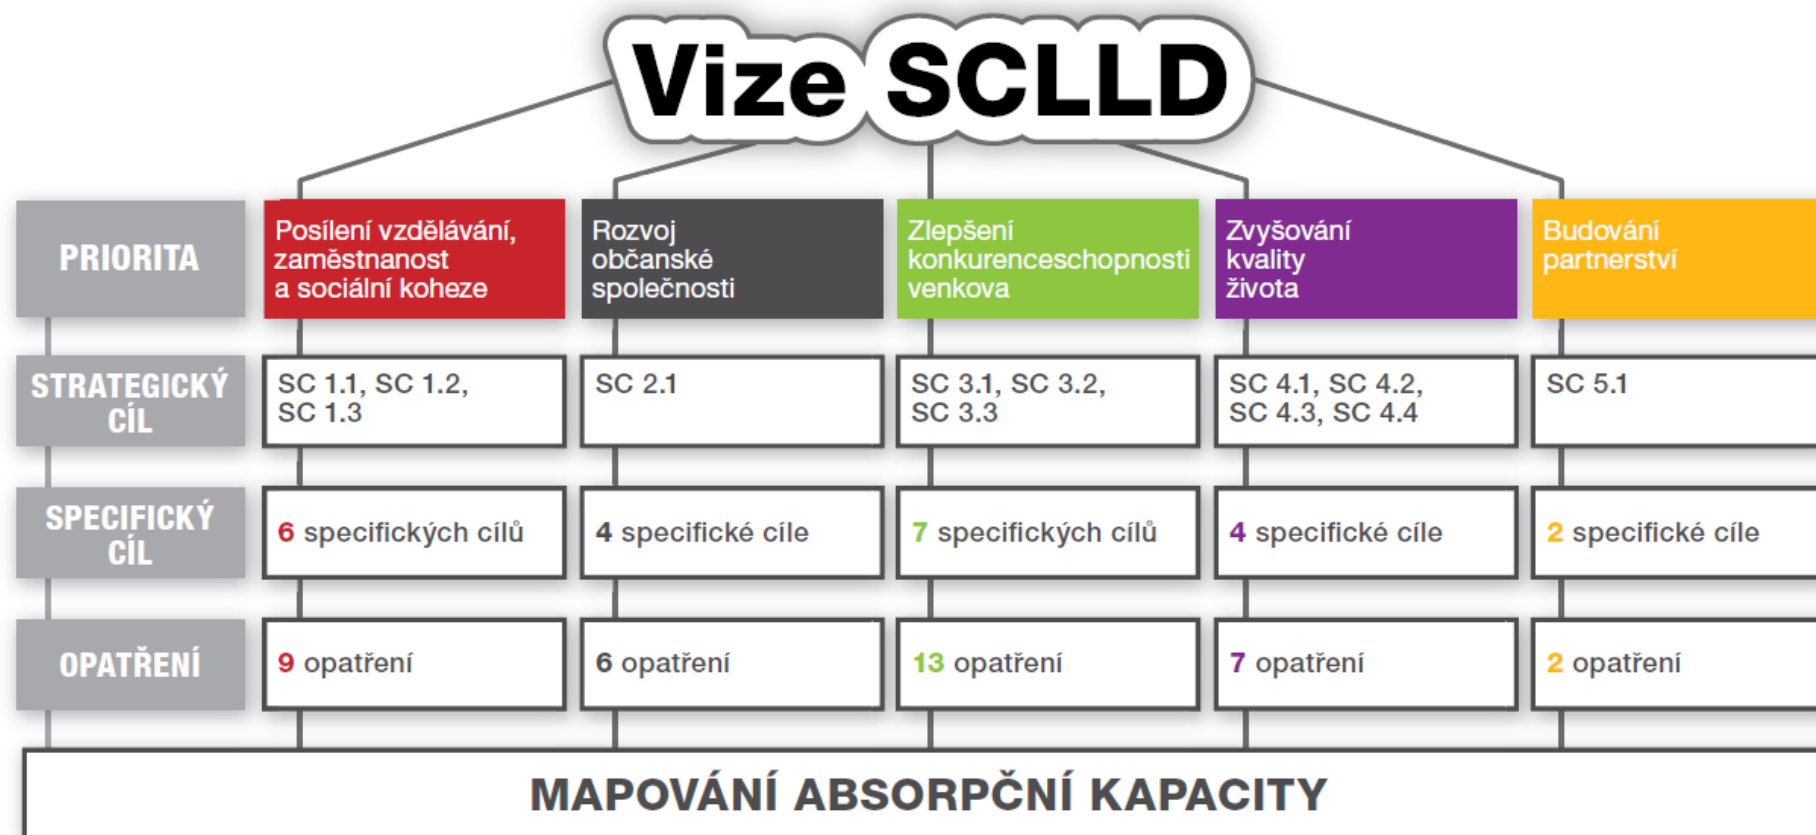 Vize SCLLD
PRIORITA
Posílení vzdělávání,
zaměstnanost
a sociální koheze
Rozvoj
občanské
společnosti
Zlepšení
konkurenceschopnosti
venkova
Zvyšování
kvality
života
Budování
partnerství
STRATEGICKÝ
CÍL
SC 1.1, SC 1.2,
SC 1.3
SC 2.1
SC 3.1, SC 3.2,
SC 3.3
SC 4.1, SC 4.2,
SC 4.3, SC 4.4
SC 5.1
SPECIFICKÝ
CÍL
6 specifických cílů
4 specifické cíle
7 specifických cílů
4 specifické cíle
2 specifické cíle
OPATŘENÍ
9 opatření
6 opatření
13 opatření
7 opatření
2 opatření
MAPOVÁNÍ ABSORPČNÍ KAPACITY